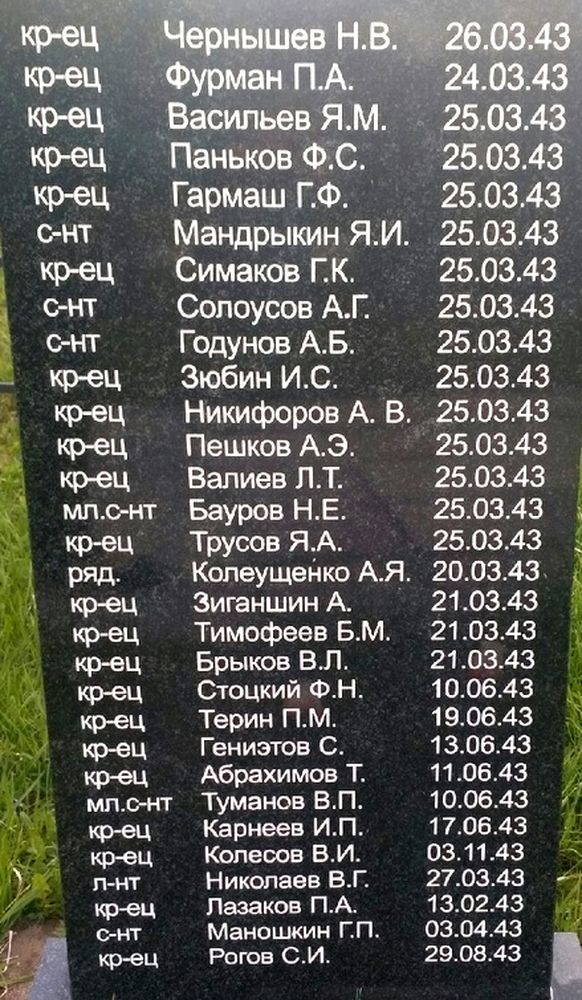 кр-ец Чернышев Н.В. 26.03.43
кр-ец Фурман П.А. 24.03.43
кр-ец Васильев Я.М. 25.03.43
кр-ец Паньков Ф.С. 25.03.43
кр-ец Гармаш Г.Ф. 25.03.43
с-нт Мандрыкин Я.И. 25.03.43
кр-ец Симаков Г.К. 25.03.43
с-нт Солоусов А.Г. 25.03.43
с-нт Годунов А.Б. 25.03.43
кр-ец Зюбин И.С. 25.03.43
кр-ец Никифоров А. В. 25.03.43
кр-ец Пешков А.Э. 25.03.43
кр-ец Валиев Л.Т. 25.03.43
мл.с-нт Бауров Н.Е. 25.03.43
кр-ец Трусов Я.А. 25.03.43
ряд. Колеущенко А.Я. 20.03.43
кр-ец Зиганшин А. 21.03.43
кр-ец Тимофеев Б.М. 21.03.43
кр-ец Брыков В.Л. 21.03.43
кр-ец Стоцкий Ф.Н. 10.06.43
кр-ец Терин П.М. 19.06.43
кр-ец Гениэтов С. 13.06.43
кр-ец Абрахимов Т. 11.06.43
мл.с-нт Туманов В.П. 10.06.43
кр-ец Карнеев И.П. 17.06.43
кр-ец Колесов В.И. 03.11.43
л-нт Николаев В.Г. 27.03.43
кр-ец Лазаков П.А. 13.02.43
с-нт Маношкин Г.П. 03.04.43
кр-ец Рогов С.И. 29.08.43